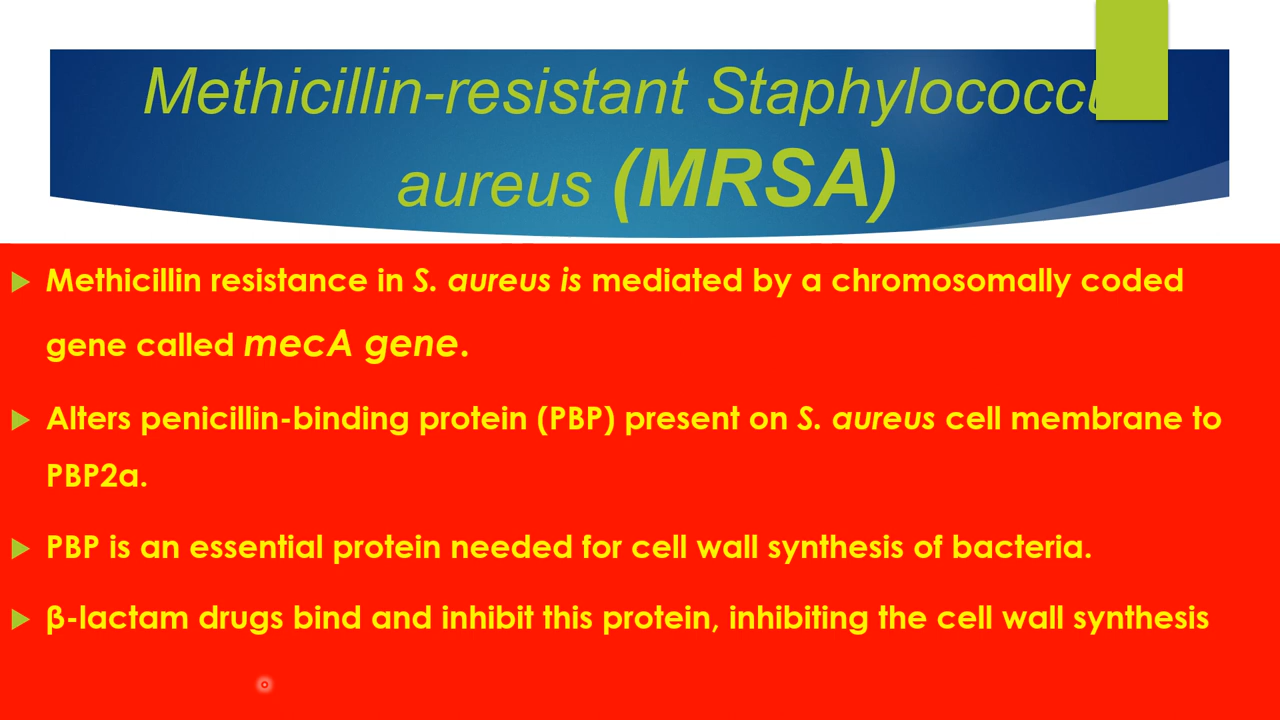 Methicillin-resistant Staphylococcu
aureus (MRSA)
Methicillin resistance in S. aureus is mediated by a chromosomally coded
gene called mecA gene.
Alters penicillin-binding protein (PBP) present on S. aureus cell membrane to
PBP2a.
PBP is an essential protein needed for cell wall synthesis of bacteria.
β-lactam drugs bind and inhibit this protein, inhibiting the cell wall synthesis